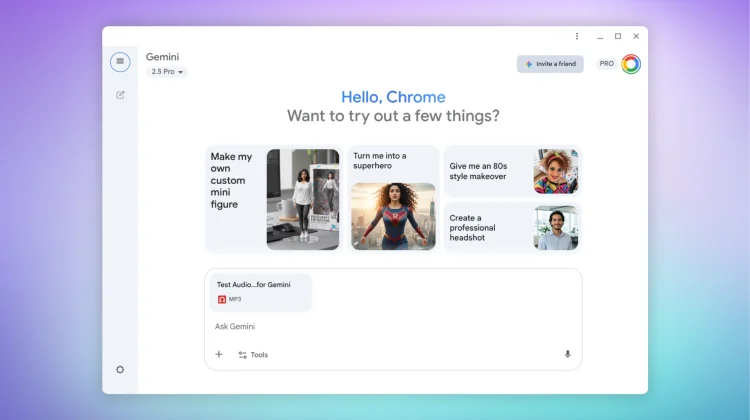 Gemini
2.5 Pro
Invite a friend
PRO
Hello, Chrome
Want to try out a few things?
Make my
own
custom
mini
figure
Turn me into a
superhero
Give me an 80s
style makeover
Create a
professional
headshot
Test Audio...for Gemini
MP3
Ask Gemini
Tools